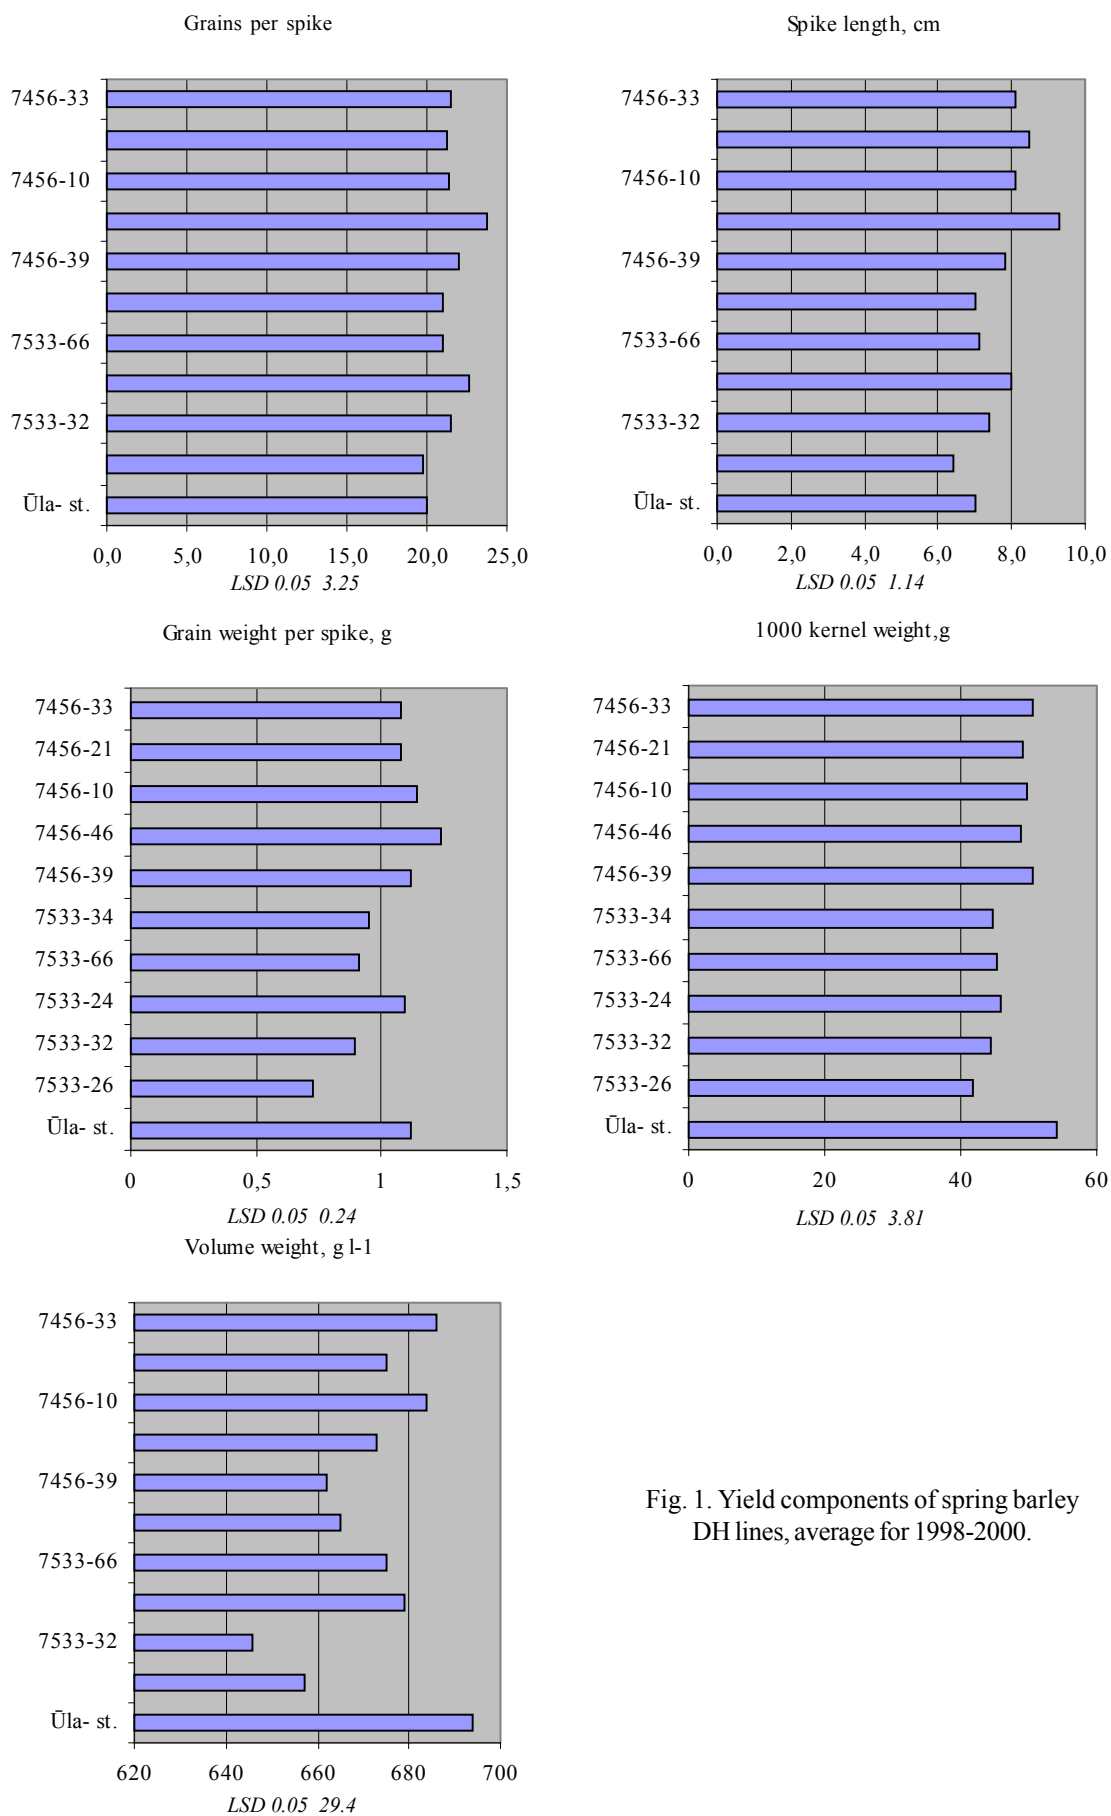 Grains per spike
7456-33
7456-10
7456-39
7533-66
7533-32
Ūla- st.
0,0 5,0 10,0 15,0 20,0 25,0
LSD 0.05 3.25
Spike length, cm
7456-33
7456-10
7456-39
7533-66
7533-32
Ūla- st.
0,0 2,0 4,0 6,0 8,0 10,0
LSD 0.05 1.14
Grain weight per spike, g
7456-33
7456-21
7456-10
7456-46
7456-39
7533-34
7533-66
7533-24
7533-32
7533-26
Ūla- st.
0 0,5 1 1,5
LSD 0.05 0.24
1000 kernel weight,g
7456-33
7456-21
7456-10
7456-46
7456-39
7533-34
7533-66
7533-24
7533-32
7533-26
Ūla- st.
0 20 40 60
LSD 0.05 3.81
Volume weight, g l-1
7456-33
7456-10
7456-39
7533-66
7533-32
Ūla- st.
620 640 660 680 700
LSD 0.05 29.4
Fig. 1. Yield components of spring barley
DH lines, average for 1998-2000.